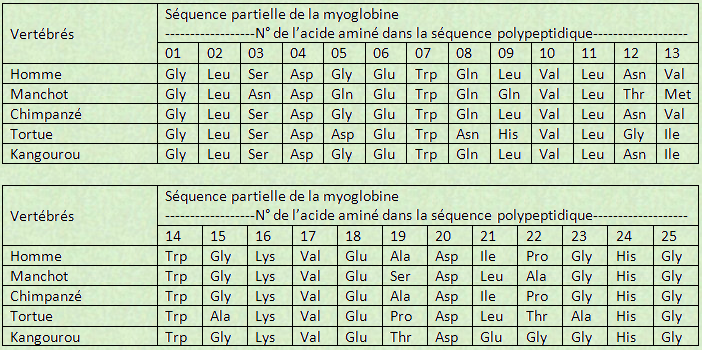 Vertébrés
Séquence partielle de la myoglobine
------------------N° de l'acide aminé dans la séquence polypeptidique-------------------
01 02 03 04 05 06 07 08 09 10 11 12 13
Homme Gly Leu Ser Asp Gly Glu Trp Gln Leu Val Leu Asn Val
Manchot Gly Leu Asn Asp Gln Glu Trp Gln Gln Val Leu Thr Met
Chimpanzé Gly Leu Ser Asp Gly Glu Trp Gln Leu Val Leu Asn Val
Tortue Gly Leu Ser Asp Asp Glu Trp Asn His Val Leu Gly Ile
Kangourou Gly Leu Ser Asp Gly Glu Trp Gln Leu Val Leu Asn Ile
Vertébrés
Séquence partielle de la myoglobine
------------------N° de l'acide aminé dans la séquence polypeptidique-------------------
14 15 16 17 18 19 20 21 22 23 24 25
Homme Trp Gly Lys Val Glu Ala Asp Ile Pro Gly His Gly
Manchot Trp Gly Lys Val Glu Ser Asp Leu Ala Gly His Gly
Chimpanzé Trp Gly Lys Val Glu Ala Asp Ile Pro Gly His Gly
Tortue Trp Ala Lys Val Glu Pro Asp Leu Thr Ala His Gly
Kangourou Trp Gly Lys Val Glu Thr Asp Glu Gly Gly His Gly